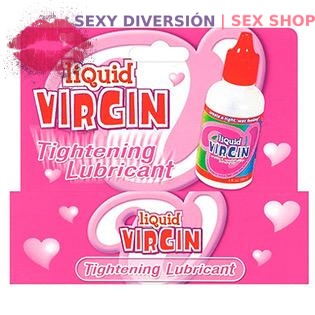 SEXY DIVERSIÓN | SEX SHOP
liquid
VIRGIN
Tightening
Lubricant
liquid
VIRGIN
liquid
VIRGIN
Tightening Lubricant